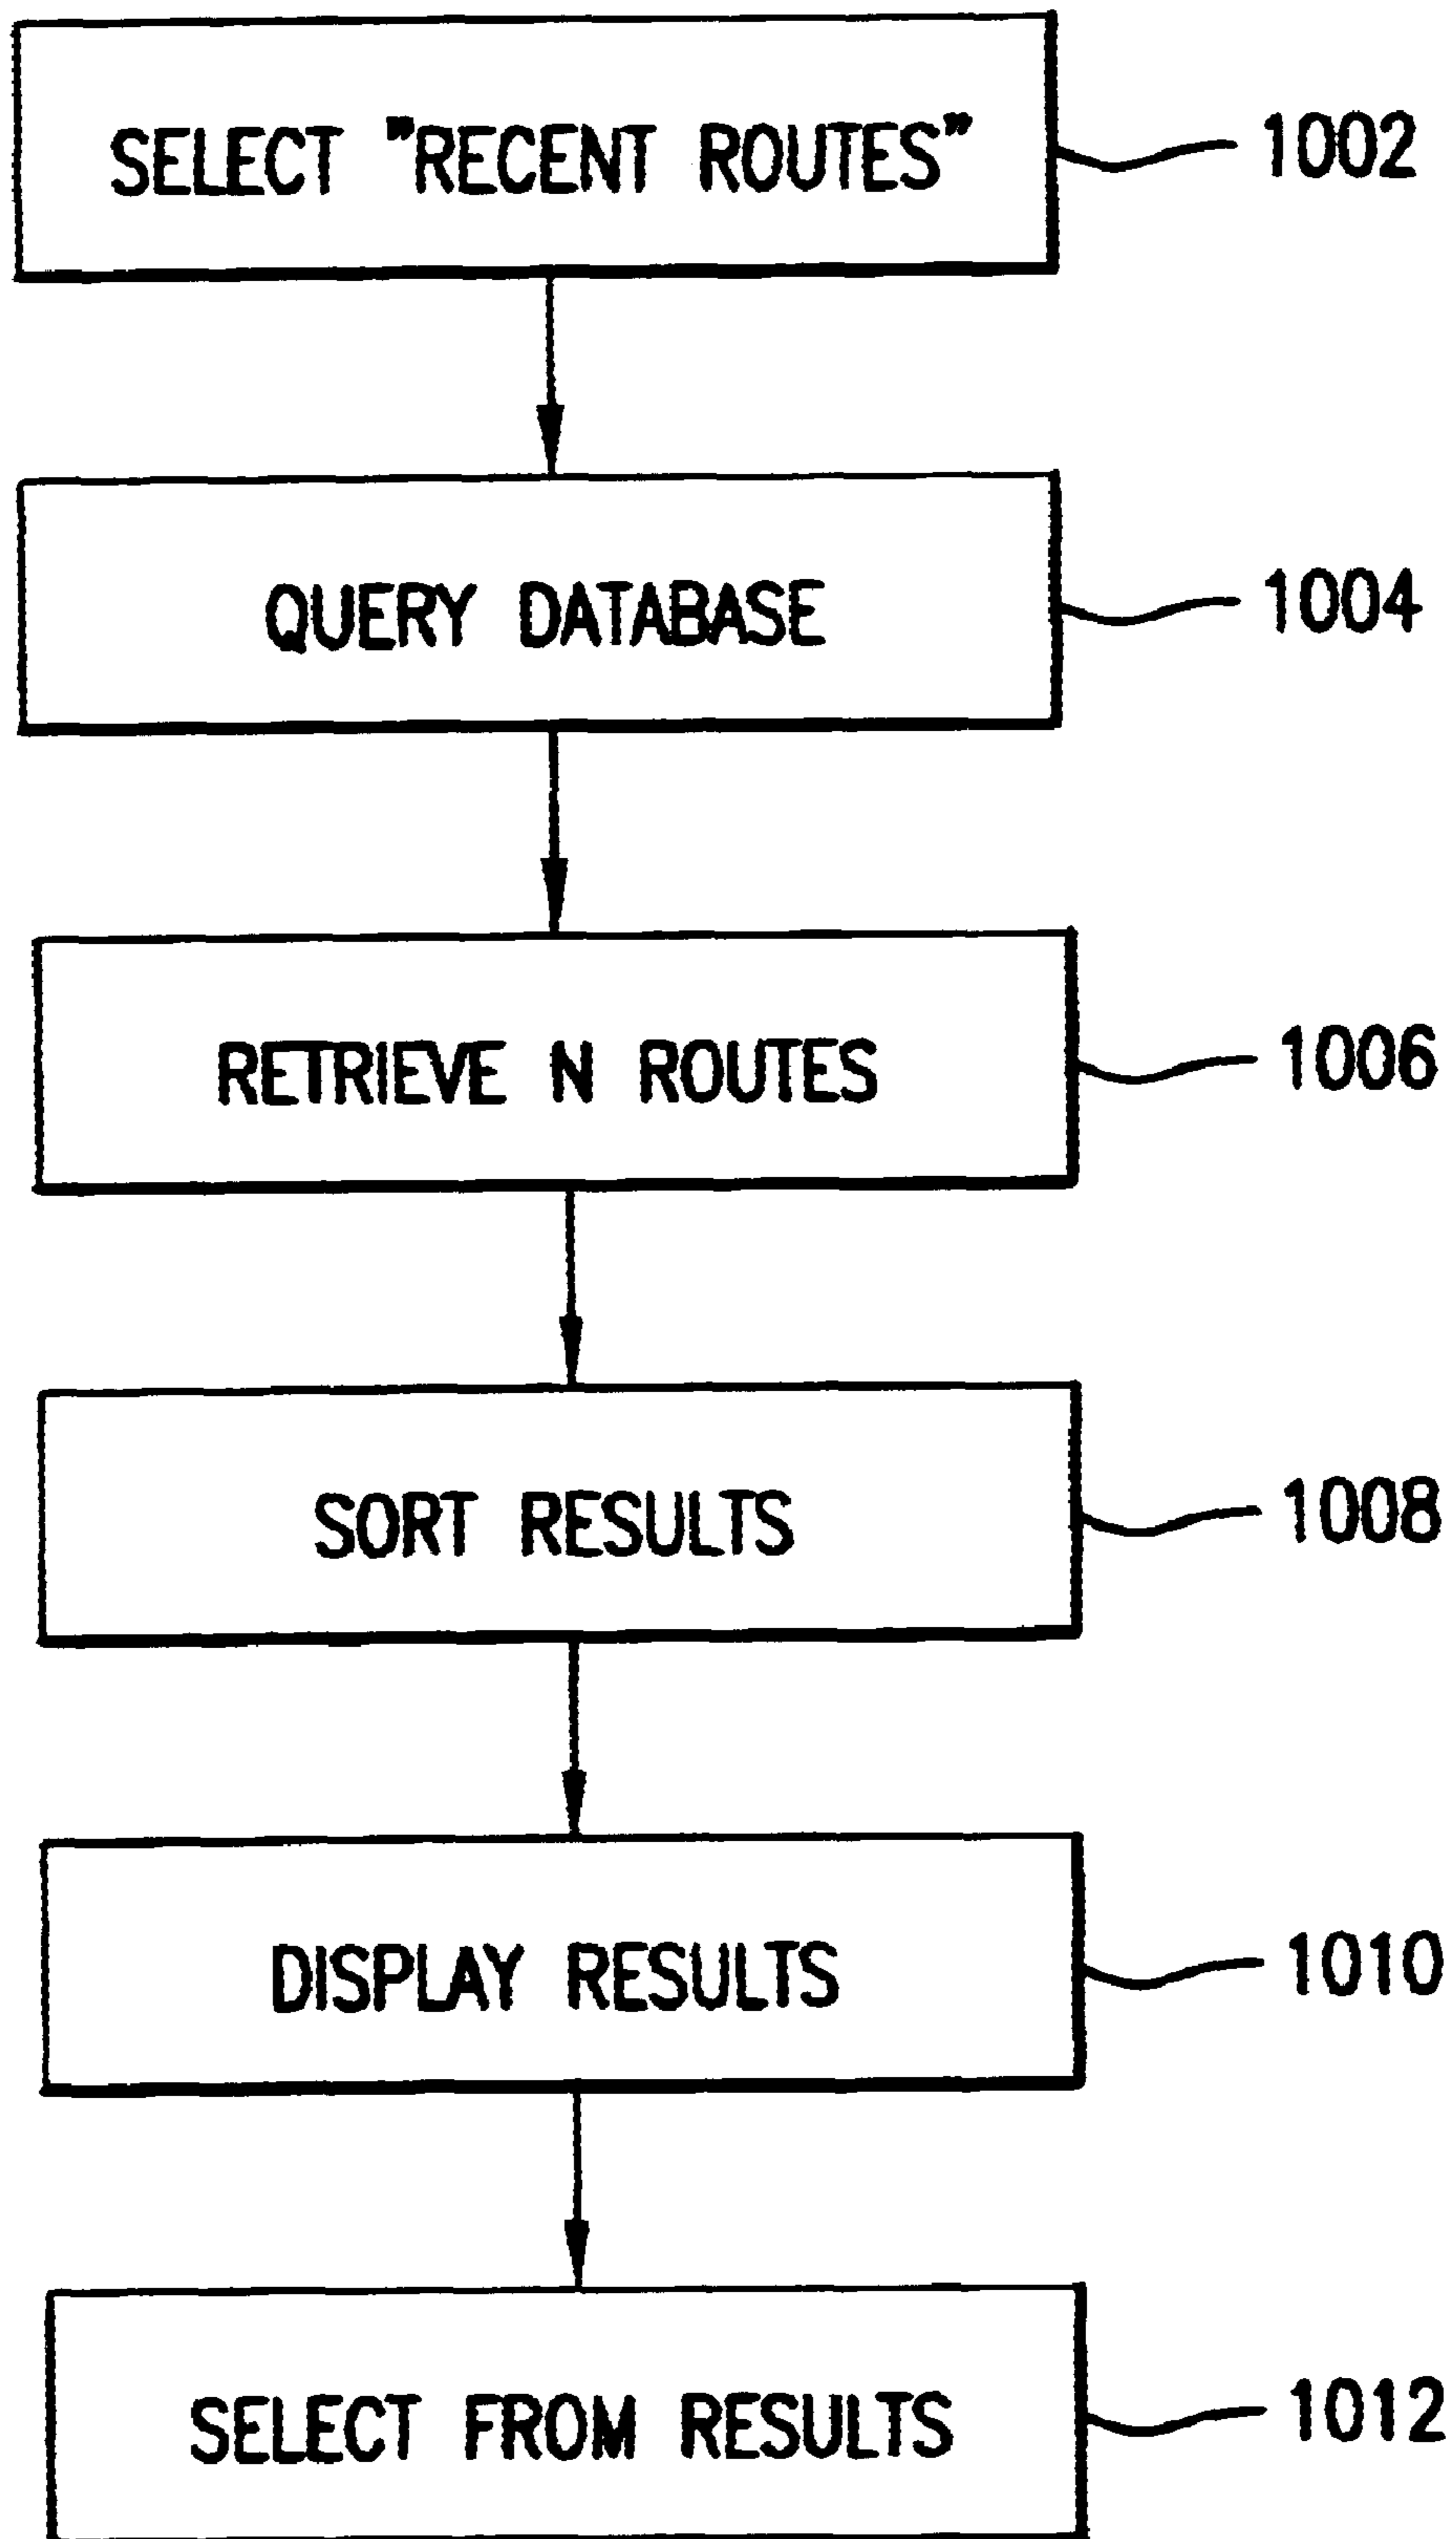 SELECT "RECENT ROUTES"
1002
QUERY DATABASE
1004
RETRIEVE N ROUTES
1006
SORT RESULTS
1008
DISPLAY RESULTS
1010
SELECT FROM RESULTS
1012